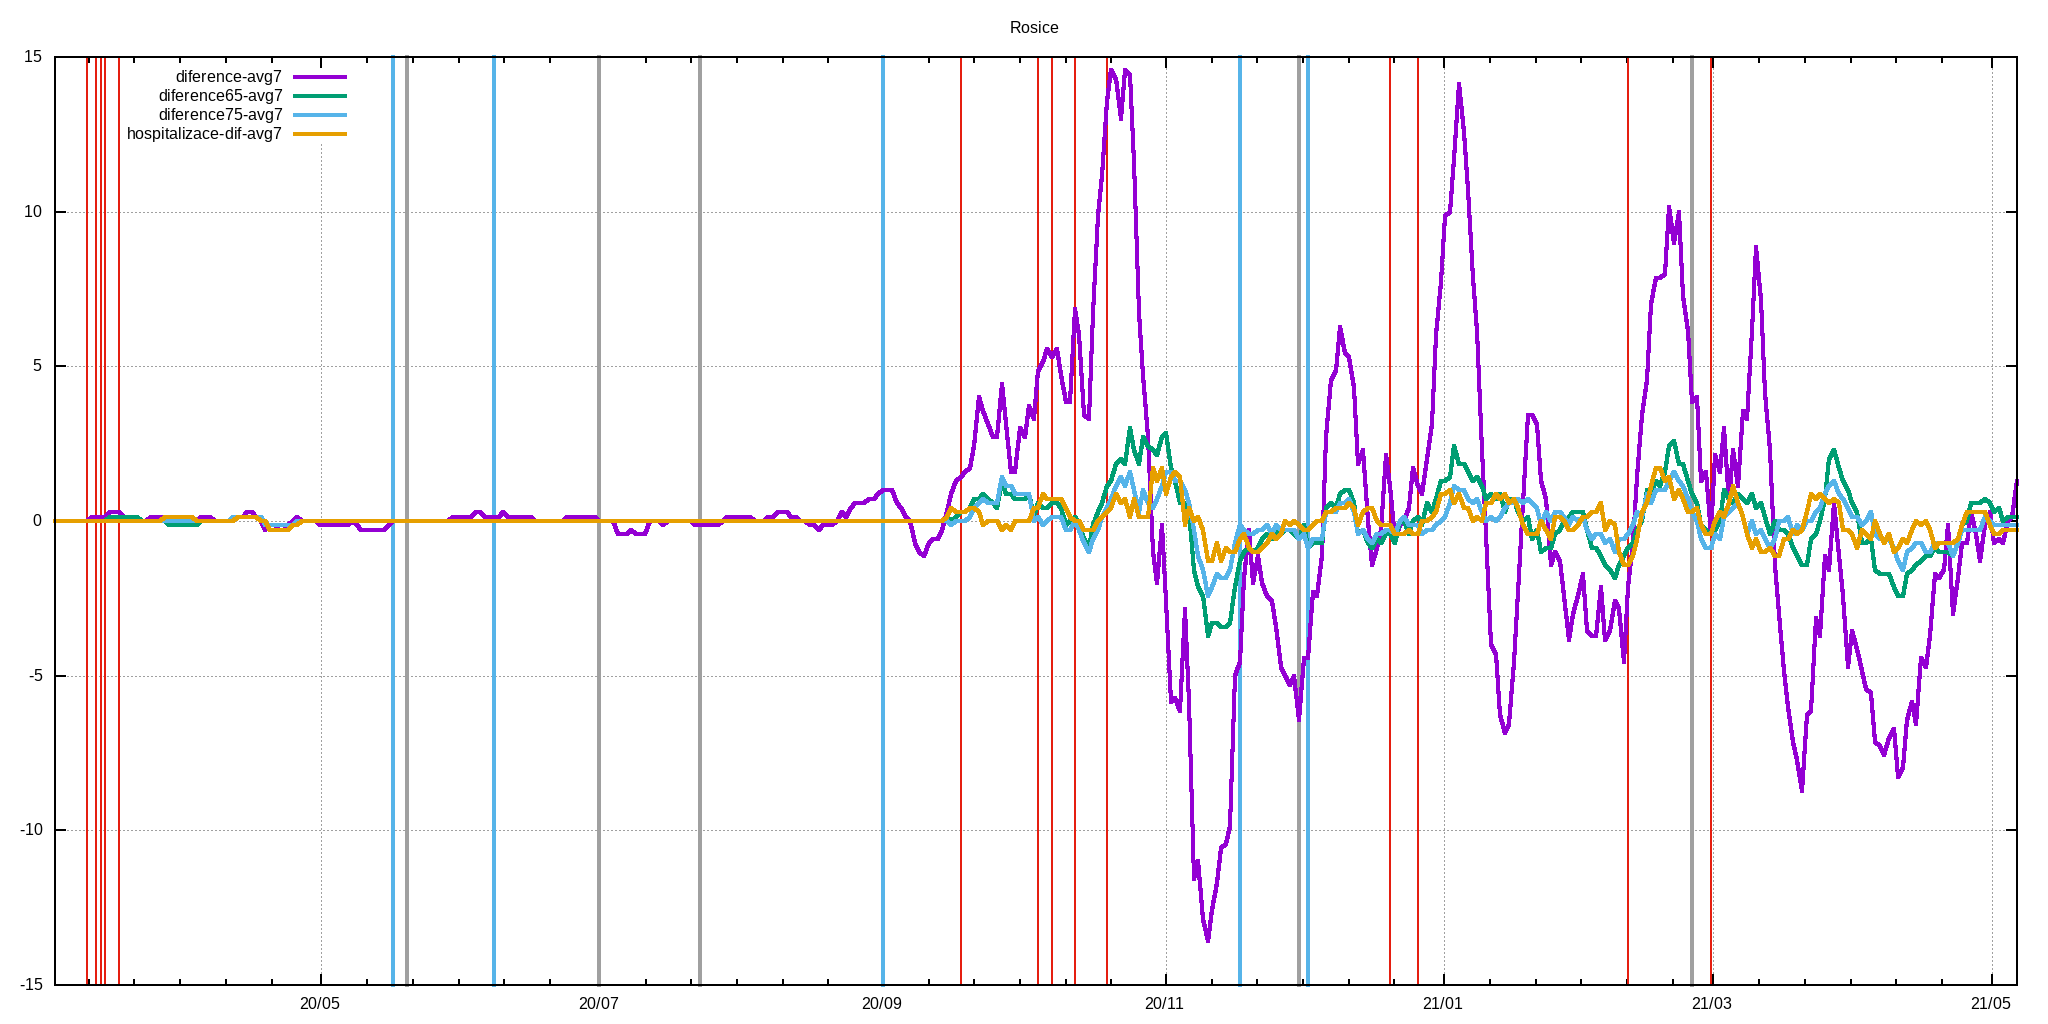 Rosice
15
10
5
0
-5
-10
-15
diference-avg7
diference65-avg7
diference75-avg7
hospitalizace-dif-avg7
20/05 20/07 20/09 20/11 21/01 21/03 21/05